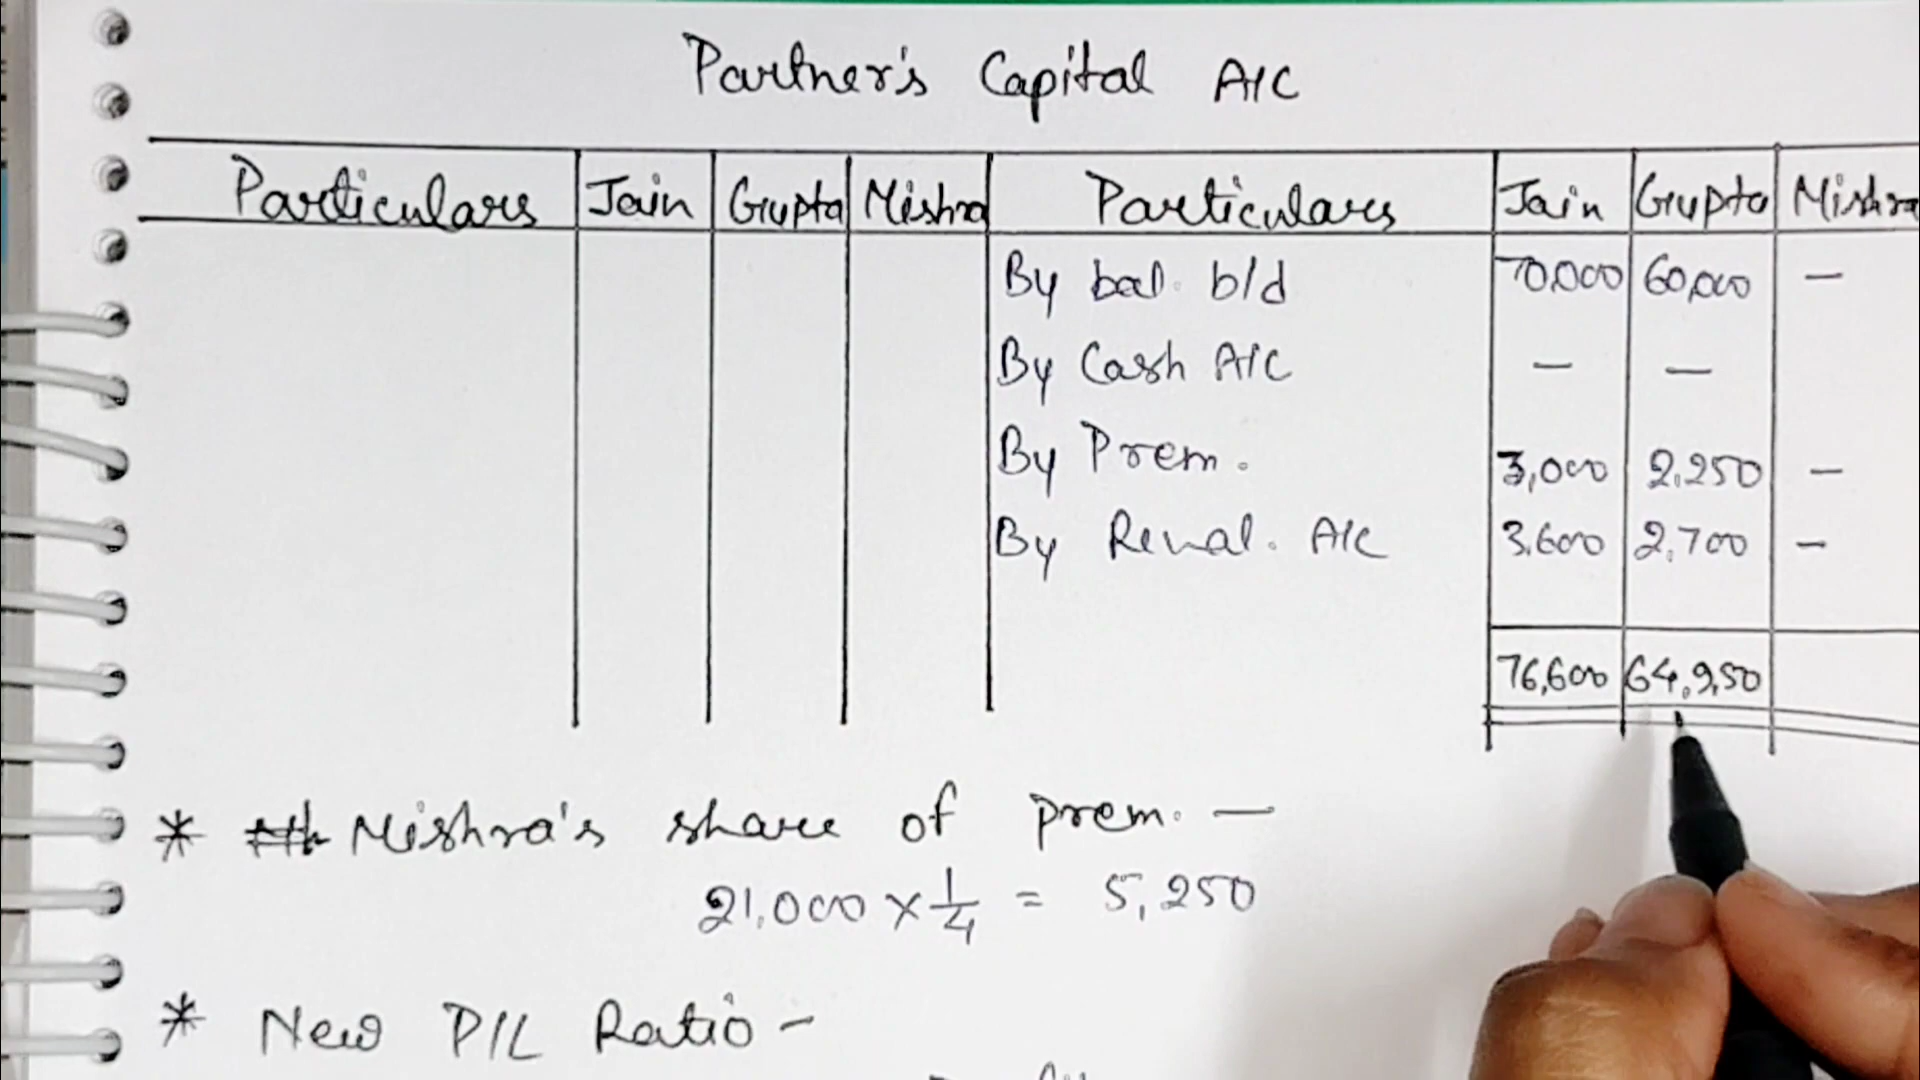 Partner's Capital A/C
Particulars Jain Gupta Mishra Particulars Jain Gupta Mishra
By bal. b/d 70,000 60,000 —
By Cash A/C — —
By Prem. 3,000 2,250 —
By Reval. A/C 3,600 2,700 —
76,600 64,950
* Mishra's share of prem. —
21,000 × 1/4 = 5,250
* New P/L Ratio -